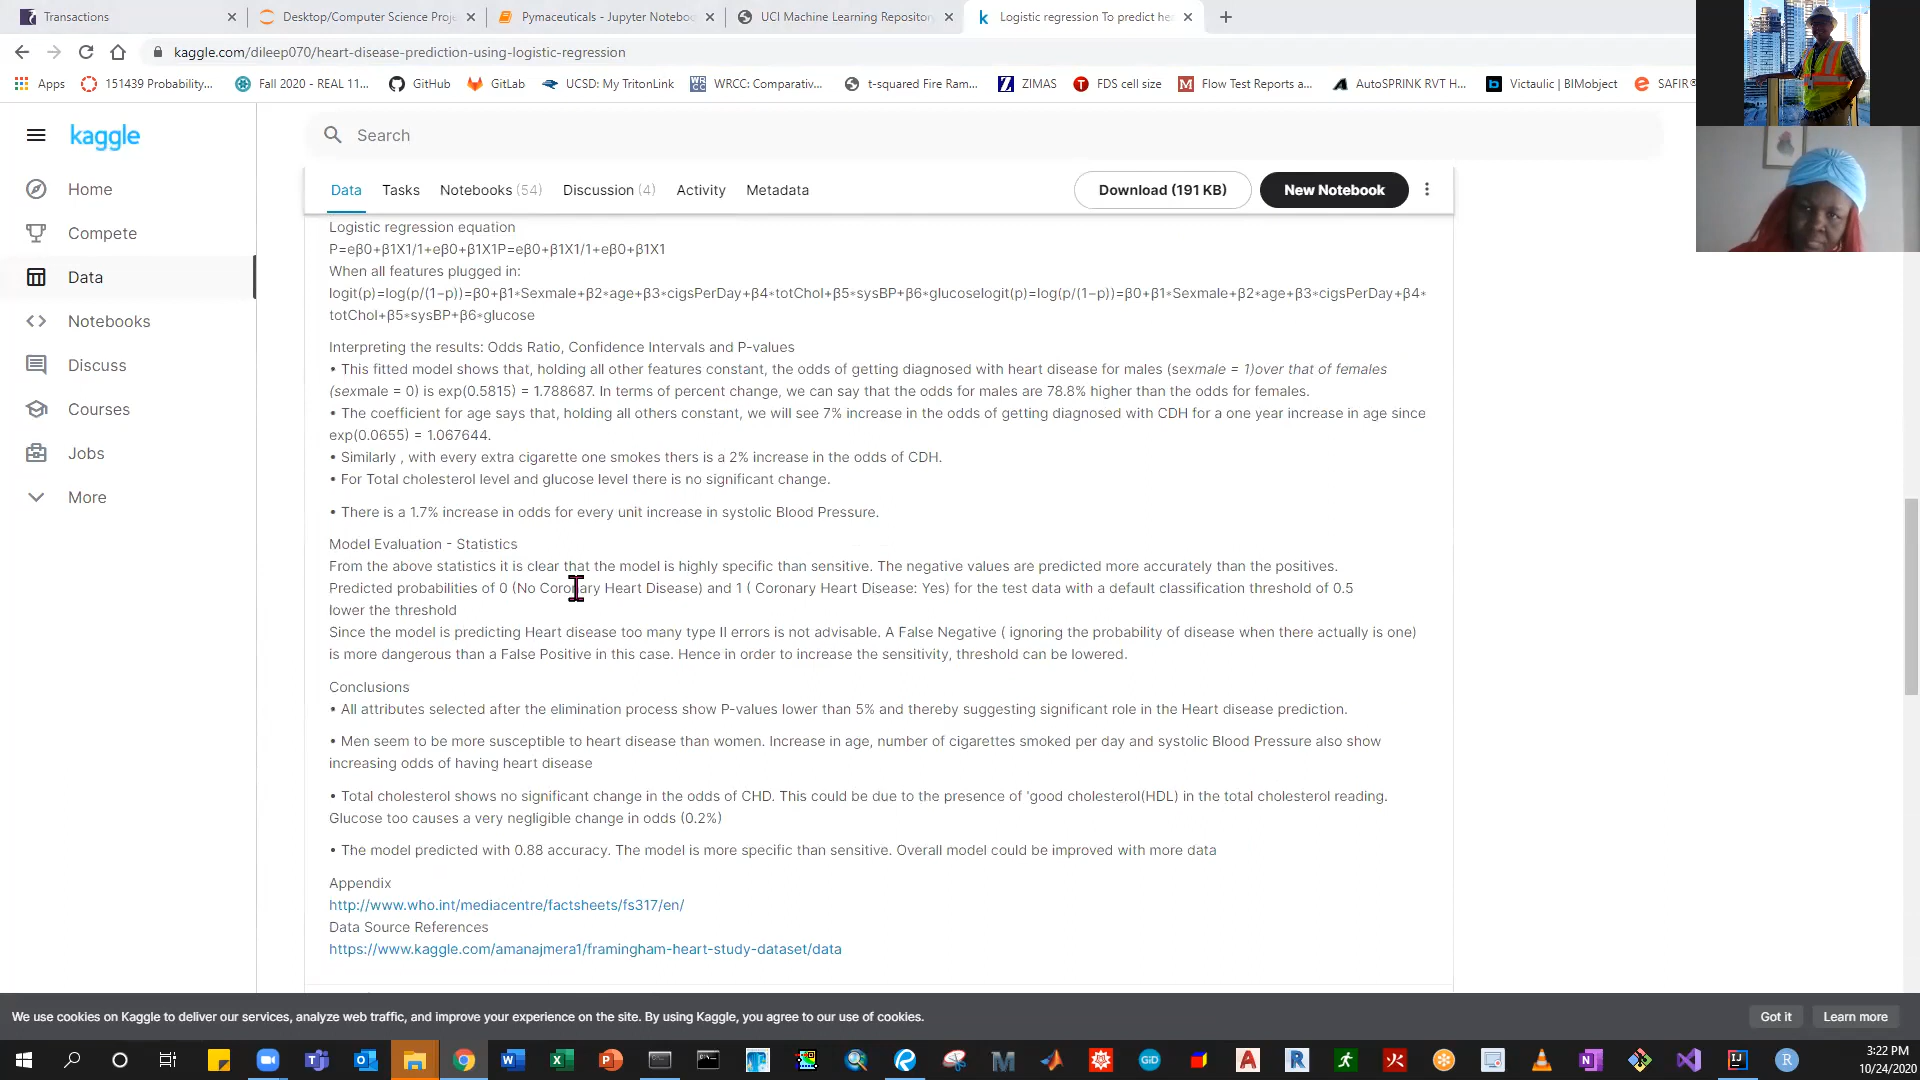 Transactions
Desktop/Computer Science Proj
Pymaceuticals - Jupyter Notebo
UCI Machine Learning Repository
Logistic regression To predict he
kaggle.com/dileep070/heart-disease-prediction-using-logistic-regression
Apps
151439 Probability...
Fall 2020 - REAL 11...
GitHub
GitLab
UCSD: My TritonLink
WRCC: Comparativ...
t-squared Fire Ram...
ZIMAS
FDS cell size
Flow Test Reports a...
AutoSPRINK RVT H...
Victaulic | BIMobject
SAFIR®
kaggle
Search
Home
Compete
Data
Notebooks
Discuss
Courses
Jobs
More
Data Tasks Notebooks (54) Discussion (4) Activity Metadata
Download (191 KB)
New Notebook
Logistic regression equation
P=eβ0+β1X1/1+eβ0+β1X1P=eβ0+β1X1/1+eβ0+β1X1
When all features plugged in:
logit(p)=log(p/(1−p))=β0+β1∗Sexmale+β2∗age+β3∗cigsPerDay+β4∗totChol+β5∗sysBP+β6∗glucoselogit(p)=log(p/(1−p))=β0+β1∗Sexmale+β2∗age+β3∗cigsPerDay+β4∗
totChol+β5∗sysBP+β6∗glucose
Interpreting the results: Odds Ratio, Confidence Intervals and P-values
• This fitted model shows that, holding all other features constant, the odds of getting diagnosed with heart disease for males (sexmale = 1)over that of females
(sexmale = 0) is exp(0.5815) = 1.788687. In terms of percent change, we can say that the odds for males are 78.8% higher than the odds for females.
• The coefficient for age says that, holding all others constant, we will see 7% increase in the odds of getting diagnosed with CDH for a one year increase in age since
exp(0.0655) = 1.067644.
• Similarly , with every extra cigarette one smokes thers is a 2% increase in the odds of CDH.
• For Total cholesterol level and glucose level there is no significant change.
• There is a 1.7% increase in odds for every unit increase in systolic Blood Pressure.
Model Evaluation - Statistics
From the above statistics it is clear that the model is highly specific than sensitive. The negative values are predicted more accurately than the positives.
Predicted probabilities of 0 (No Coronary Heart Disease) and 1 ( Coronary Heart Disease: Yes) for the test data with a default classification threshold of 0.5
lower the threshold
Since the model is predicting Heart disease too many type II errors is not advisable. A False Negative ( ignoring the probability of disease when there actually is one)
is more dangerous than a False Positive in this case. Hence in order to increase the sensitivity, threshold can be lowered.
Conclusions
• All attributes selected after the elimination process show P-values lower than 5% and thereby suggesting significant role in the Heart disease prediction.
• Men seem to be more susceptible to heart disease than women. Increase in age, number of cigarettes smoked per day and systolic Blood Pressure also show
increasing odds of having heart disease
• Total cholesterol shows no significant change in the odds of CHD. This could be due to the presence of 'good cholesterol(HDL) in the total cholesterol reading.
Glucose too causes a very negligible change in odds (0.2%)
• The model predicted with 0.88 accuracy. The model is more specific than sensitive. Overall model could be improved with more data
Appendix
http://www.who.int/mediacentre/factsheets/fs317/en/
Data Source References
https://www.kaggle.com/amanajmera1/framingham-heart-study-dataset/data
We use cookies on Kaggle to deliver our services, analyze web traffic, and improve your experience on the site. By using Kaggle, you agree to our use of cookies.
Got it
Learn more
3:22 PM
10/24/2020